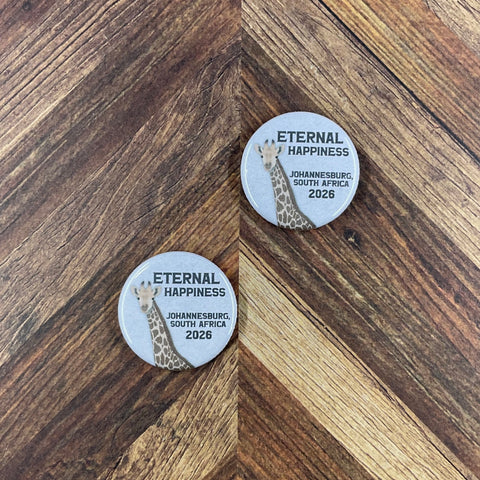 ETERNAL
HAPPINESS
JOHANNESBURG,
SOUTH AFRICA
2026
ETERNAL
HAPPINESS
JOHANNESBURG,
SOUTH AFRICA
2026